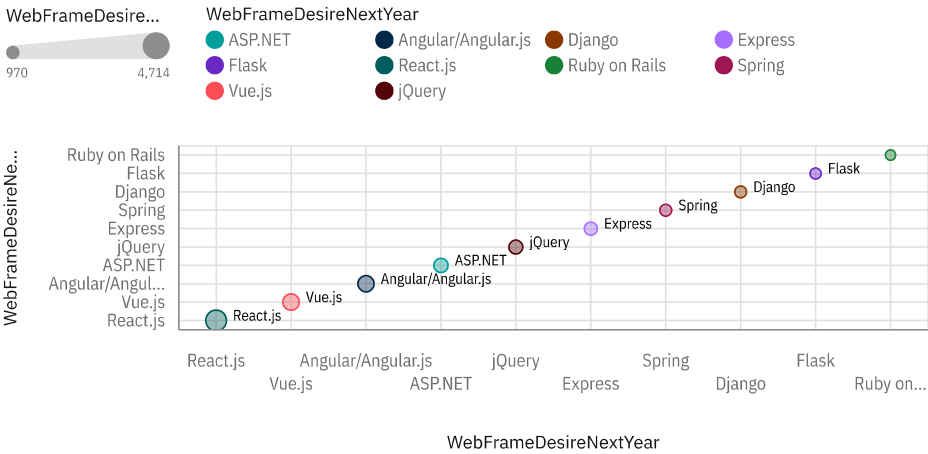 WebFrameDesire...
970 4,714
WebFrameDesireNextYear
ASP.NET Angular/Angular.js Django Express
Flask React.js Ruby on Rails Spring
Vue.js jQuery
WebFrameDesireNe...
Ruby on Rails
Flask
Django
Spring
Express
jQuery
ASP.NET
Angular/Angul...
Vue.js
React.js
Flask
Django
Spring
Express
jQuery
ASP.NET
Angular/Angular.js
Vue.js
React.js
React.js Angular/Angular.js jQuery Spring Flask
Vue.js ASP.NET Express Django Ruby on...
WebFrameDesireNextYear